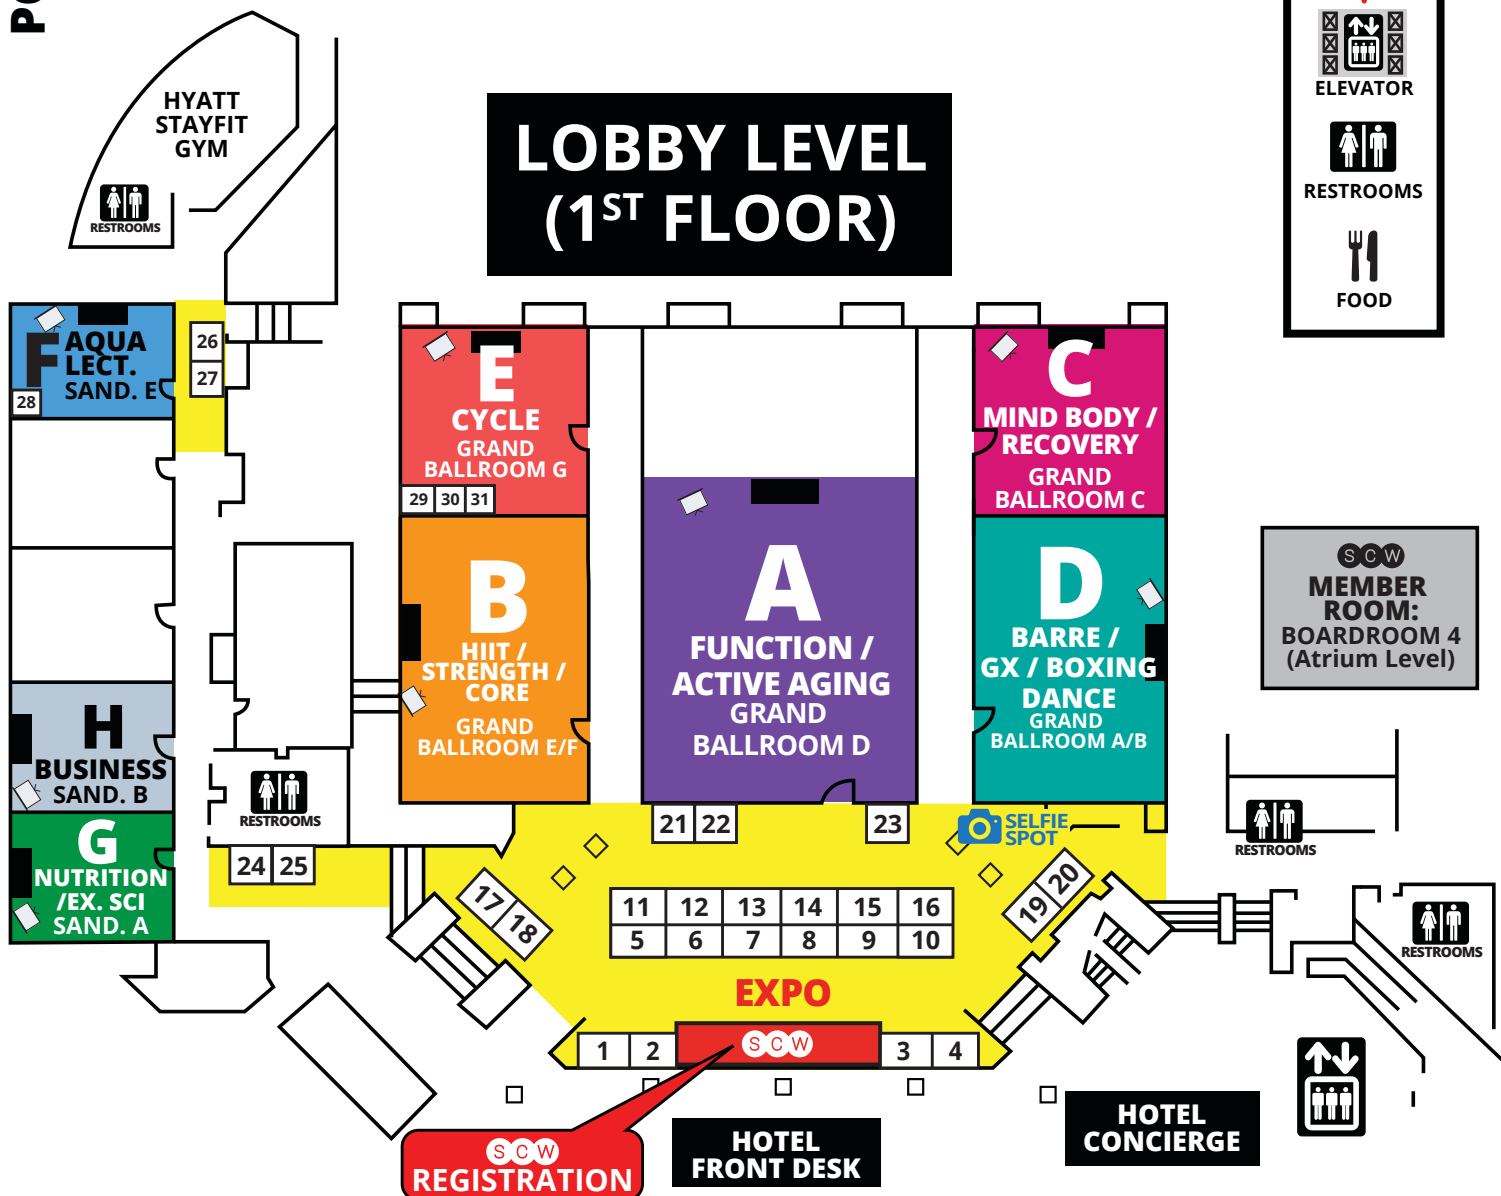 PO
HYATT
STAYFIT
GYM
RESTROOMS
LOBBY LEVEL
(1ST FLOOR)
ELEVATOR
RESTROOMS
FOOD
F
AQUA
LECT.
SAND. E
28
26
27
E
CYCLE
GRAND
BALLROOM G
29 30 31
C
MIND BODY /
RECOVERY
GRAND
BALLROOM C
B
HIIT /
STRENGTH /
CORE
GRAND
BALLROOM E/F
A
FUNCTION /
ACTIVE AGING
GRAND
BALLROOM D
D
BARRE /
GX / BOXING
DANCE
GRAND
BALLROOM A/B
SCW
MEMBER
ROOM:
BOARDROOM 4
(Atrium Level)
H
BUSINESS
SAND. B
G
NUTRITION
/EX. SCI
SAND. A
RESTROOMS
24 25
21 22
23
SELFIE
SPOT
RESTROOMS
17 18
19 20
11 12 13 14 15 16
5 6 7 8 9 10
EXPO
RESTROOMS
1 2
SCW
3 4
SCW
REGISTRATION
HOTEL
FRONT DESK
HOTEL
CONCIERGE